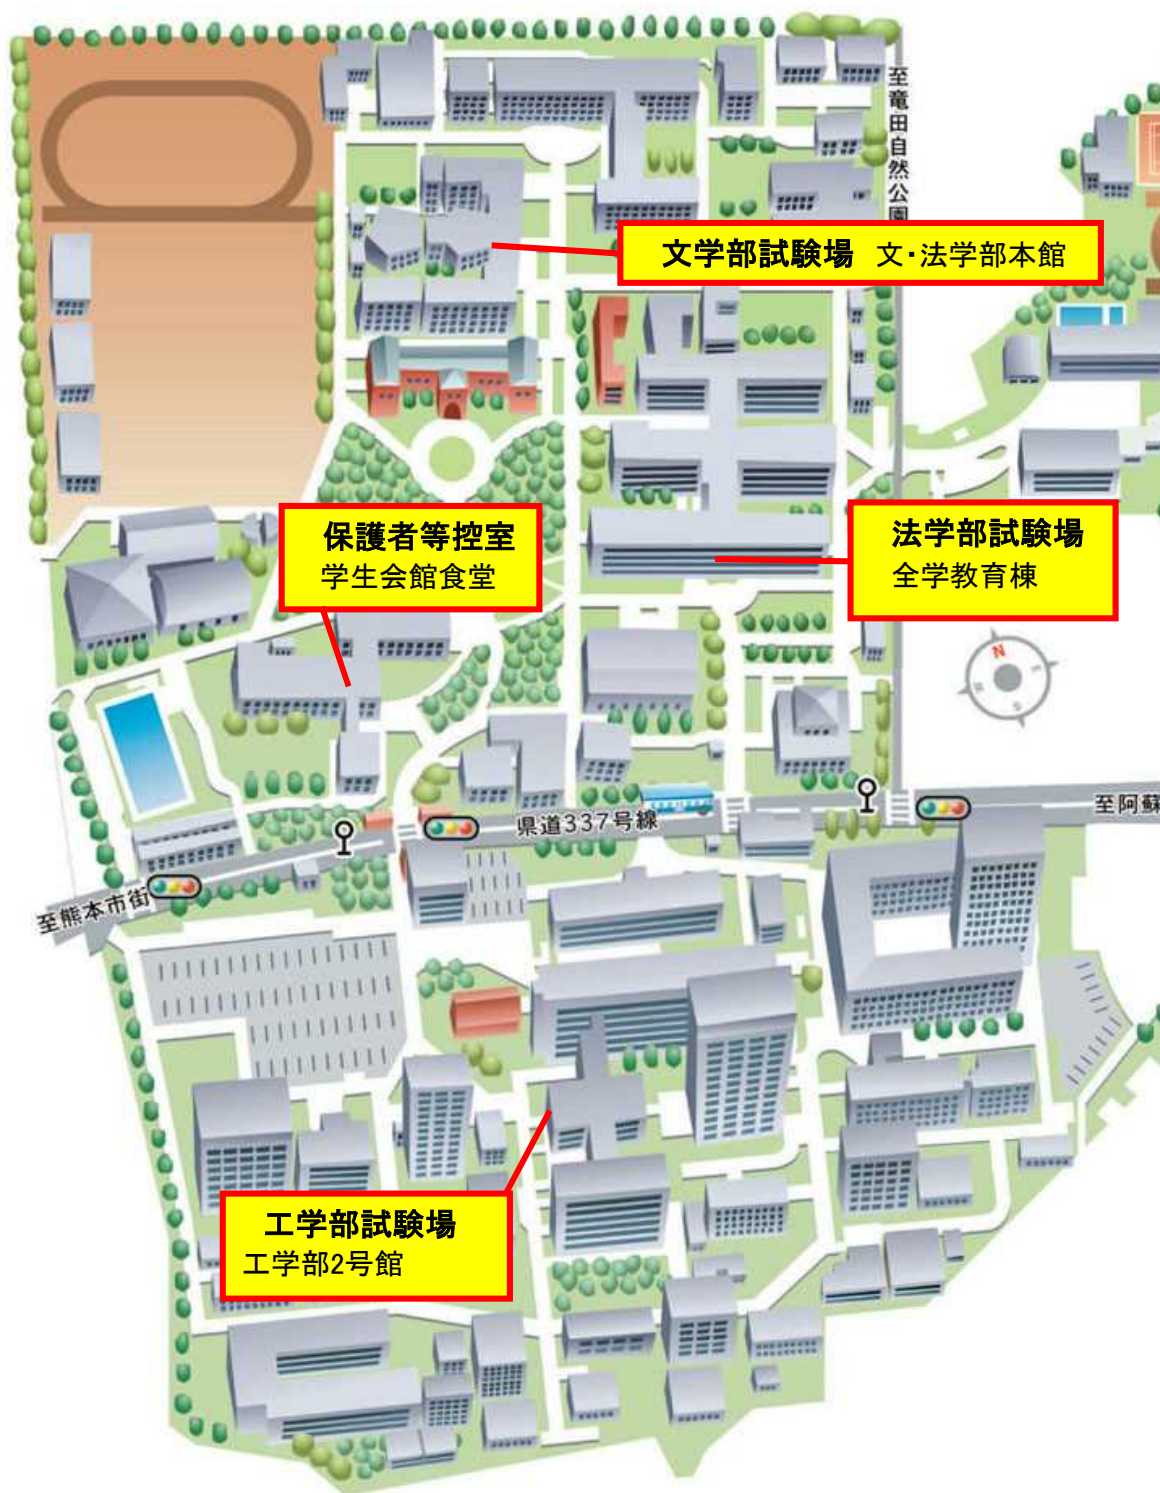 至竜田自然公園
文学部試験場 文・法学部本館
保護者等控室
学生会館食堂
法学部試験場
全学教育棟
N
S
県道337号線
至阿蘇
至熊本市街
工学部試験場
工学部2号館